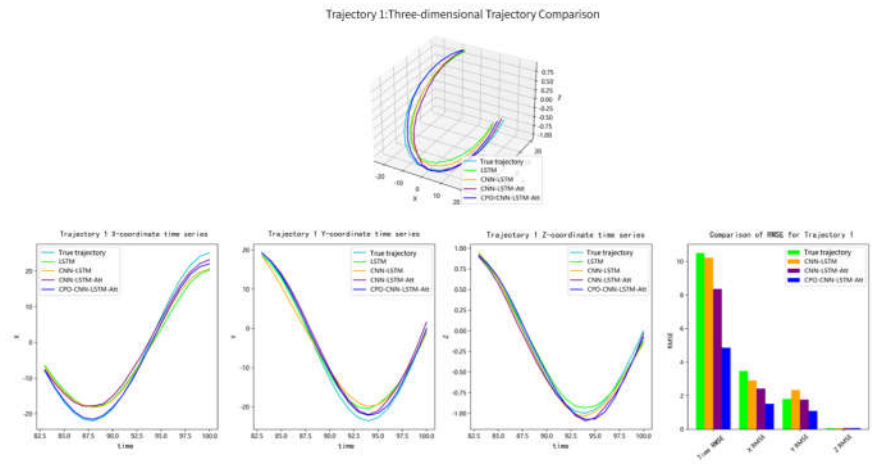 Trajectory 1:Three-dimensional Trajectory Comparison
0.75
0.50
0.25
0.00
-0.25
-0.50
-0.75
-1.00
Z
20
-20
-10
0
10
20
X
True trajectory
LSTM
CNN-LSTM
CNN-LSTM-Att
CPO-CNN-LSTM-Att
Trajectory 1 X-coordinate time series
True trajectory
LSTM
CNN-LSTM
CNN-LSTM-Att
CPO-CNN-LSTM-Att
X
20
10
0
-10
-20
82.5 85.0 87.5 90.0 92.5 95.0 97.5 100.0
time
Trajectory 1 Y-coordinate time series
True trajectory
LSTM
CNN-LSTM
CNN-LSTM-Att
CPO-CNN-LSTM-Att
Y
20
10
0
-10
-20
82.5 85.0 87.5 90.0 92.5 95.0 97.5 100.0
time
Trajectory 1 Z-coordinate time series
True trajectory
LSTM
CNN-LSTM
CNN-LSTM-Att
CPO-CNN-LSTM-Att
Z
1.00
0.75
0.50
0.25
0.00
-0.25
-0.50
-0.75
-1.00
82.5 85.0 87.5 90.0 92.5 95.0 97.5 100.0
time
Comparison of RMSE for Trajectory 1
True trajectory
CNN-LSTM
CNN-LSTM-Att
CPO-CNN-LSTM-Att
RMSE
10
8
6
4
2
0
Time RMSE
X RMSE
Y RMSE
Z RMSE